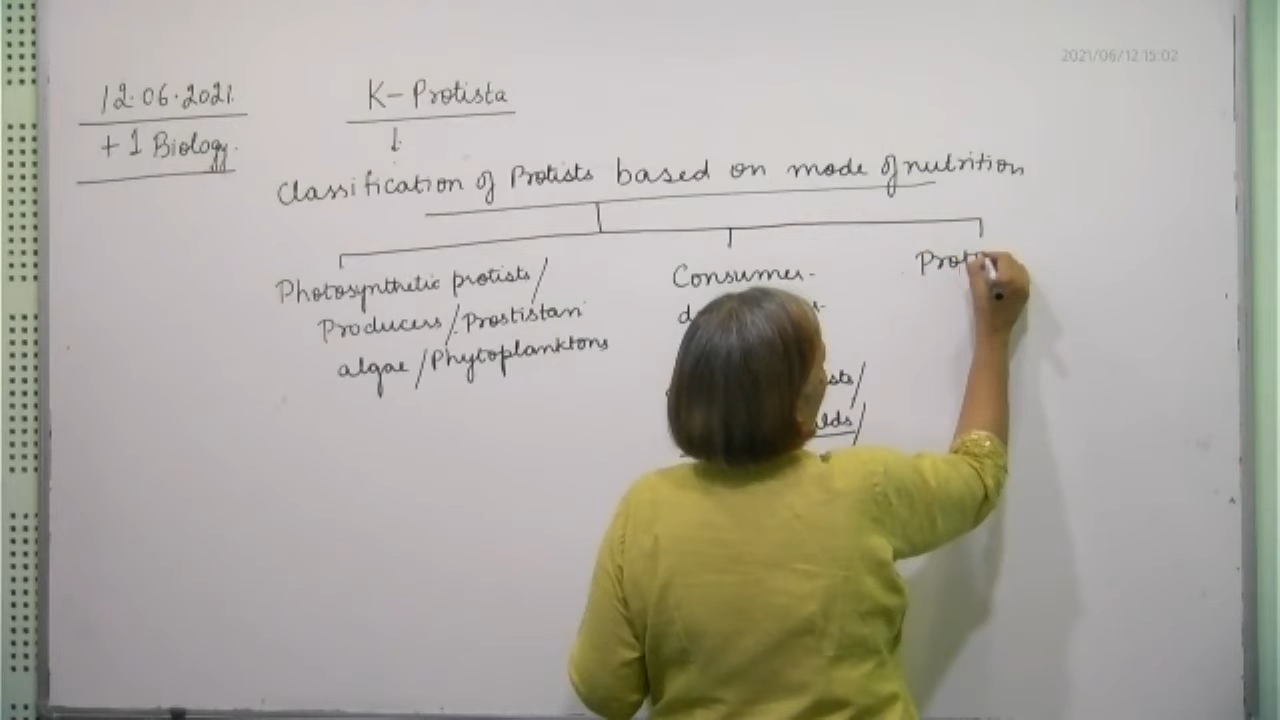 2021/06/12 15:02
12.06.2021.
+1 Biology.
K-Protista
Classification of Protists based on mode of nutrition
Photosynthetic protists/
Producers/Prostistan
algae/Phytoplanktons
Consumer-